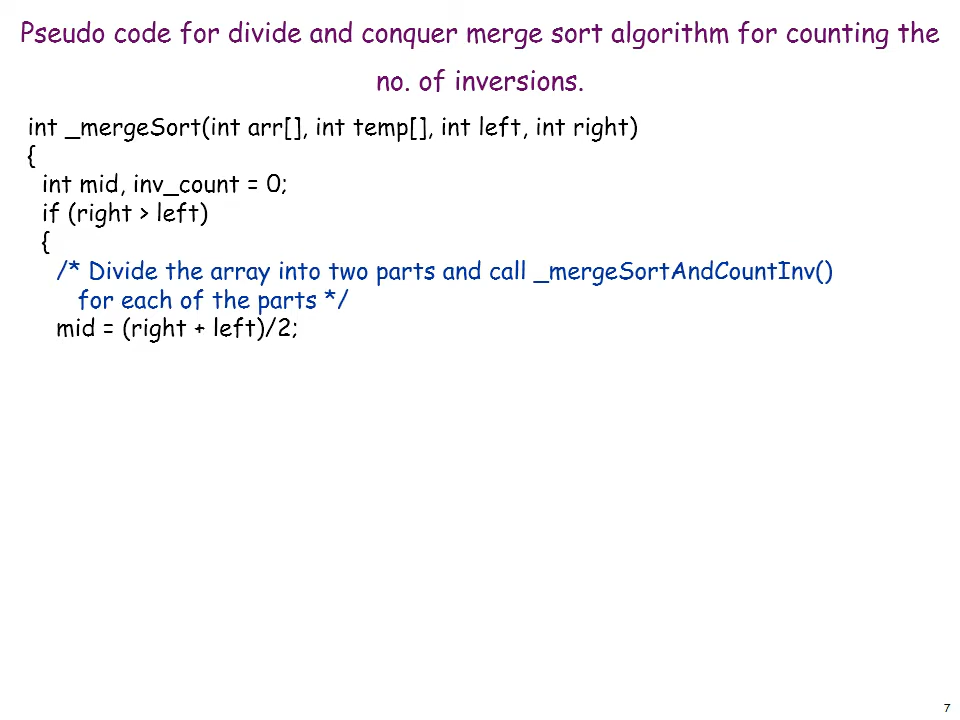 Pseudo code for divide and conquer merge sort algorithm for counting the
no. of inversions.
int _mergeSort(int arr[], int temp[], int left, int right)
{
int mid, inv_count = 0;
if (right > left)
{
/* Divide the array into two parts and call _mergeSortAndCountInv()
for each of the parts */
mid = (right + left)/2;
7